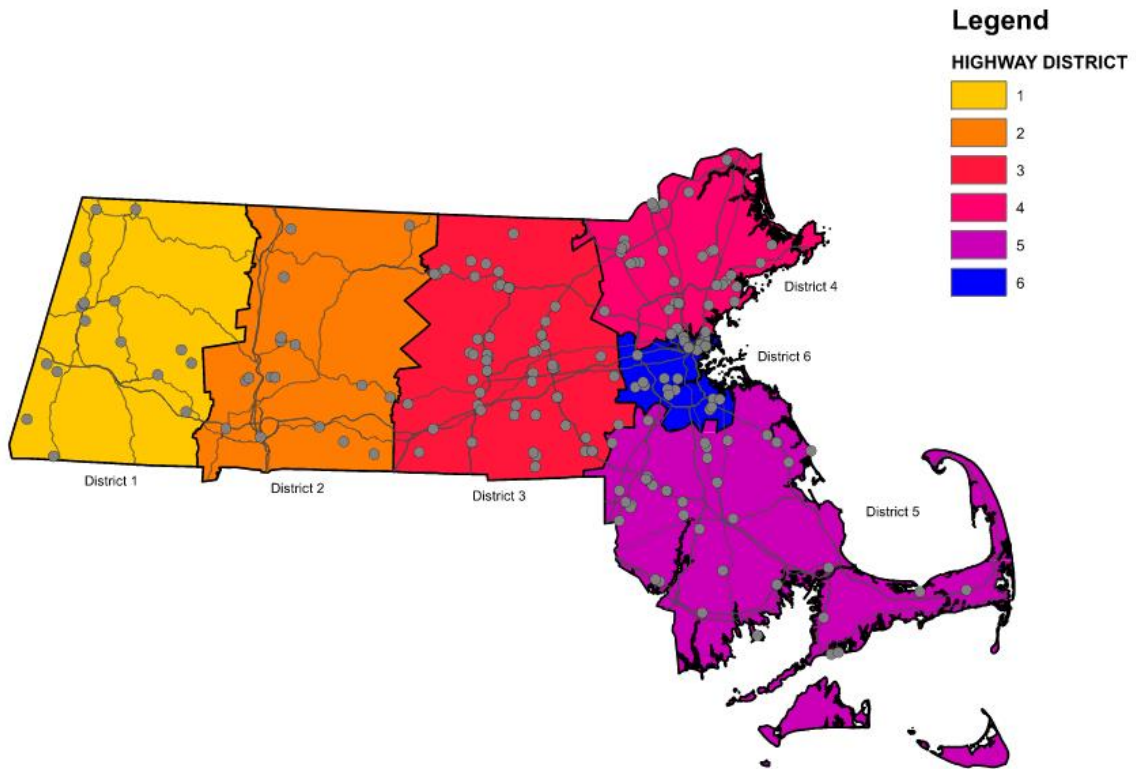 Legend
HIGHWAY DISTRICT
1
2
3
4
5
6
District 4
District 6
District 1
District 2
District 3
District 5